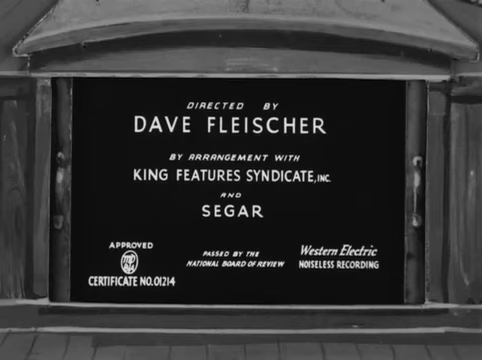 DIRECTED BY
DAVE FLEISCHER
BY ARRANGEMENT WITH
KING FEATURES SYNDICATE, INC.
AND
SEGAR
APPROVED
CERTIFICATE NO. 01214
PASSED BY THE
NATIONAL BOARD OF REVIEW
Western Electric
NOISELESS RECORDING